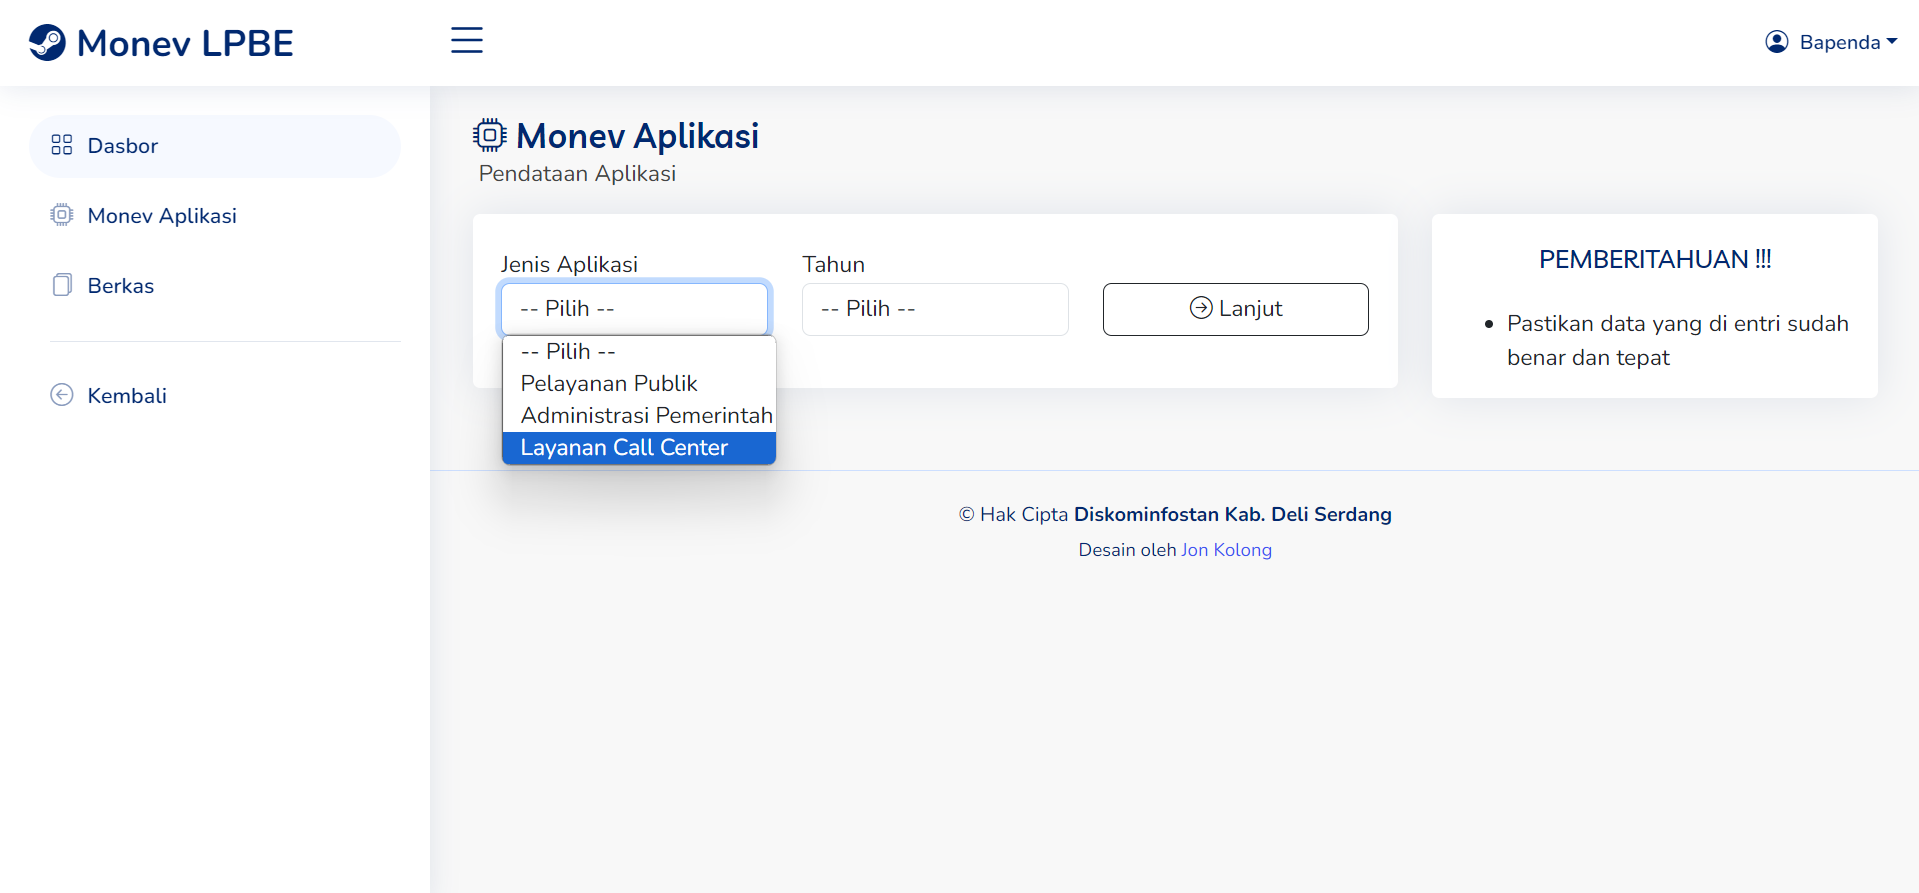 Monev LPBE
Bapenda
Dasbor
Monev Aplikasi
Berkas
Kembali
Monev Aplikasi
Pendataan Aplikasi
Jenis Aplikasi
-- Pilih --
-- Pilih --
Pelayanan Publik
Administrasi Pemerintah
Layanan Call Center
Tahun
-- Pilih --
Lanjut
PEMBERITAHUAN !!!
• Pastikan data yang di entri sudah
benar dan tepat
© Hak Cipta Diskominfostan Kab. Deli Serdang
Desain oleh Jon Kolong